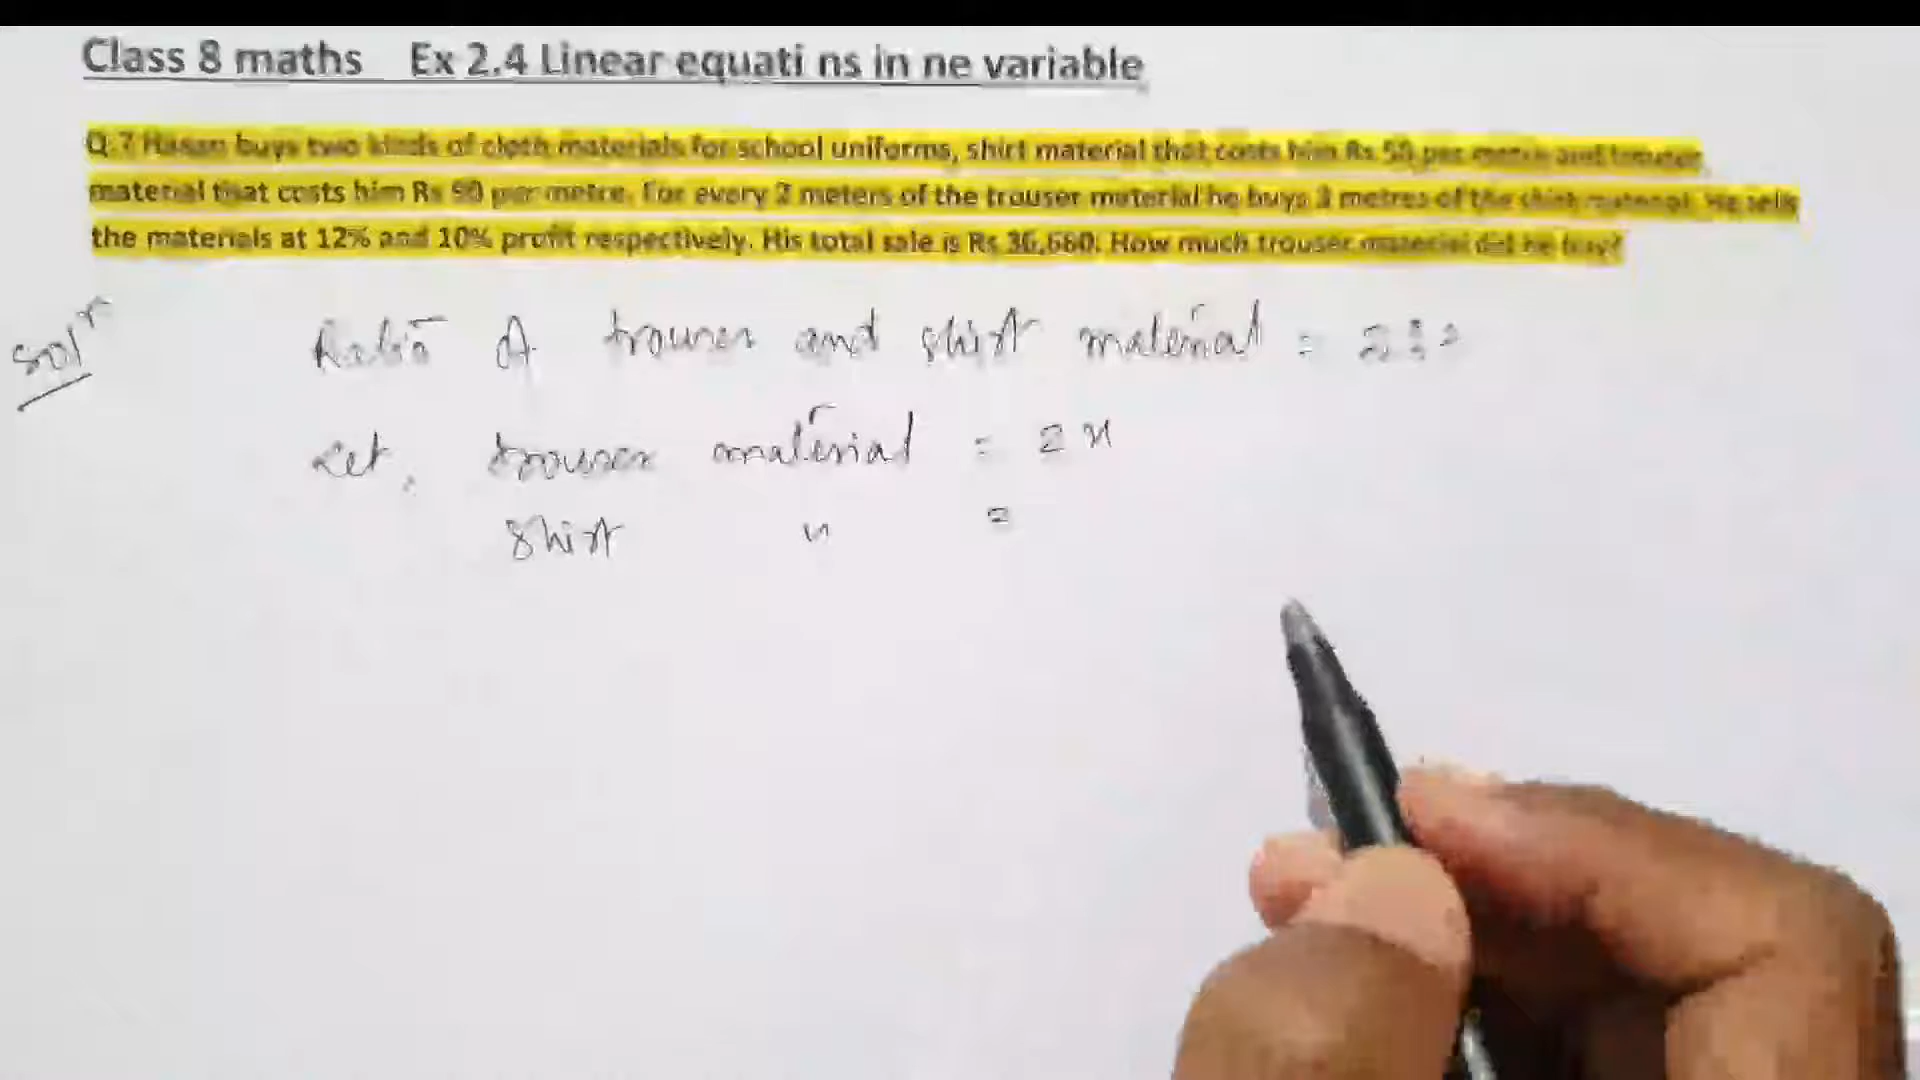 Class 8 maths Ex 2.4 Linear equati ns in ne variable
Q.7 Hasan buys two kinds of cloth materials for school uniforms, shirt material that costs him Rs 50 per metre and trouser
material that costs him Rs 90 per metre. For every 2 meters of the trouser material he buys 3 metres of the shirt material. He sells
the materials at 12% and 10% profit respectively. His total sale is Rs 36,660. How much trouser material did he buy?
Solⁿ
Ratio of trouser and shirt material = 2:3
Let, trouser material = 2x
Shirt " =